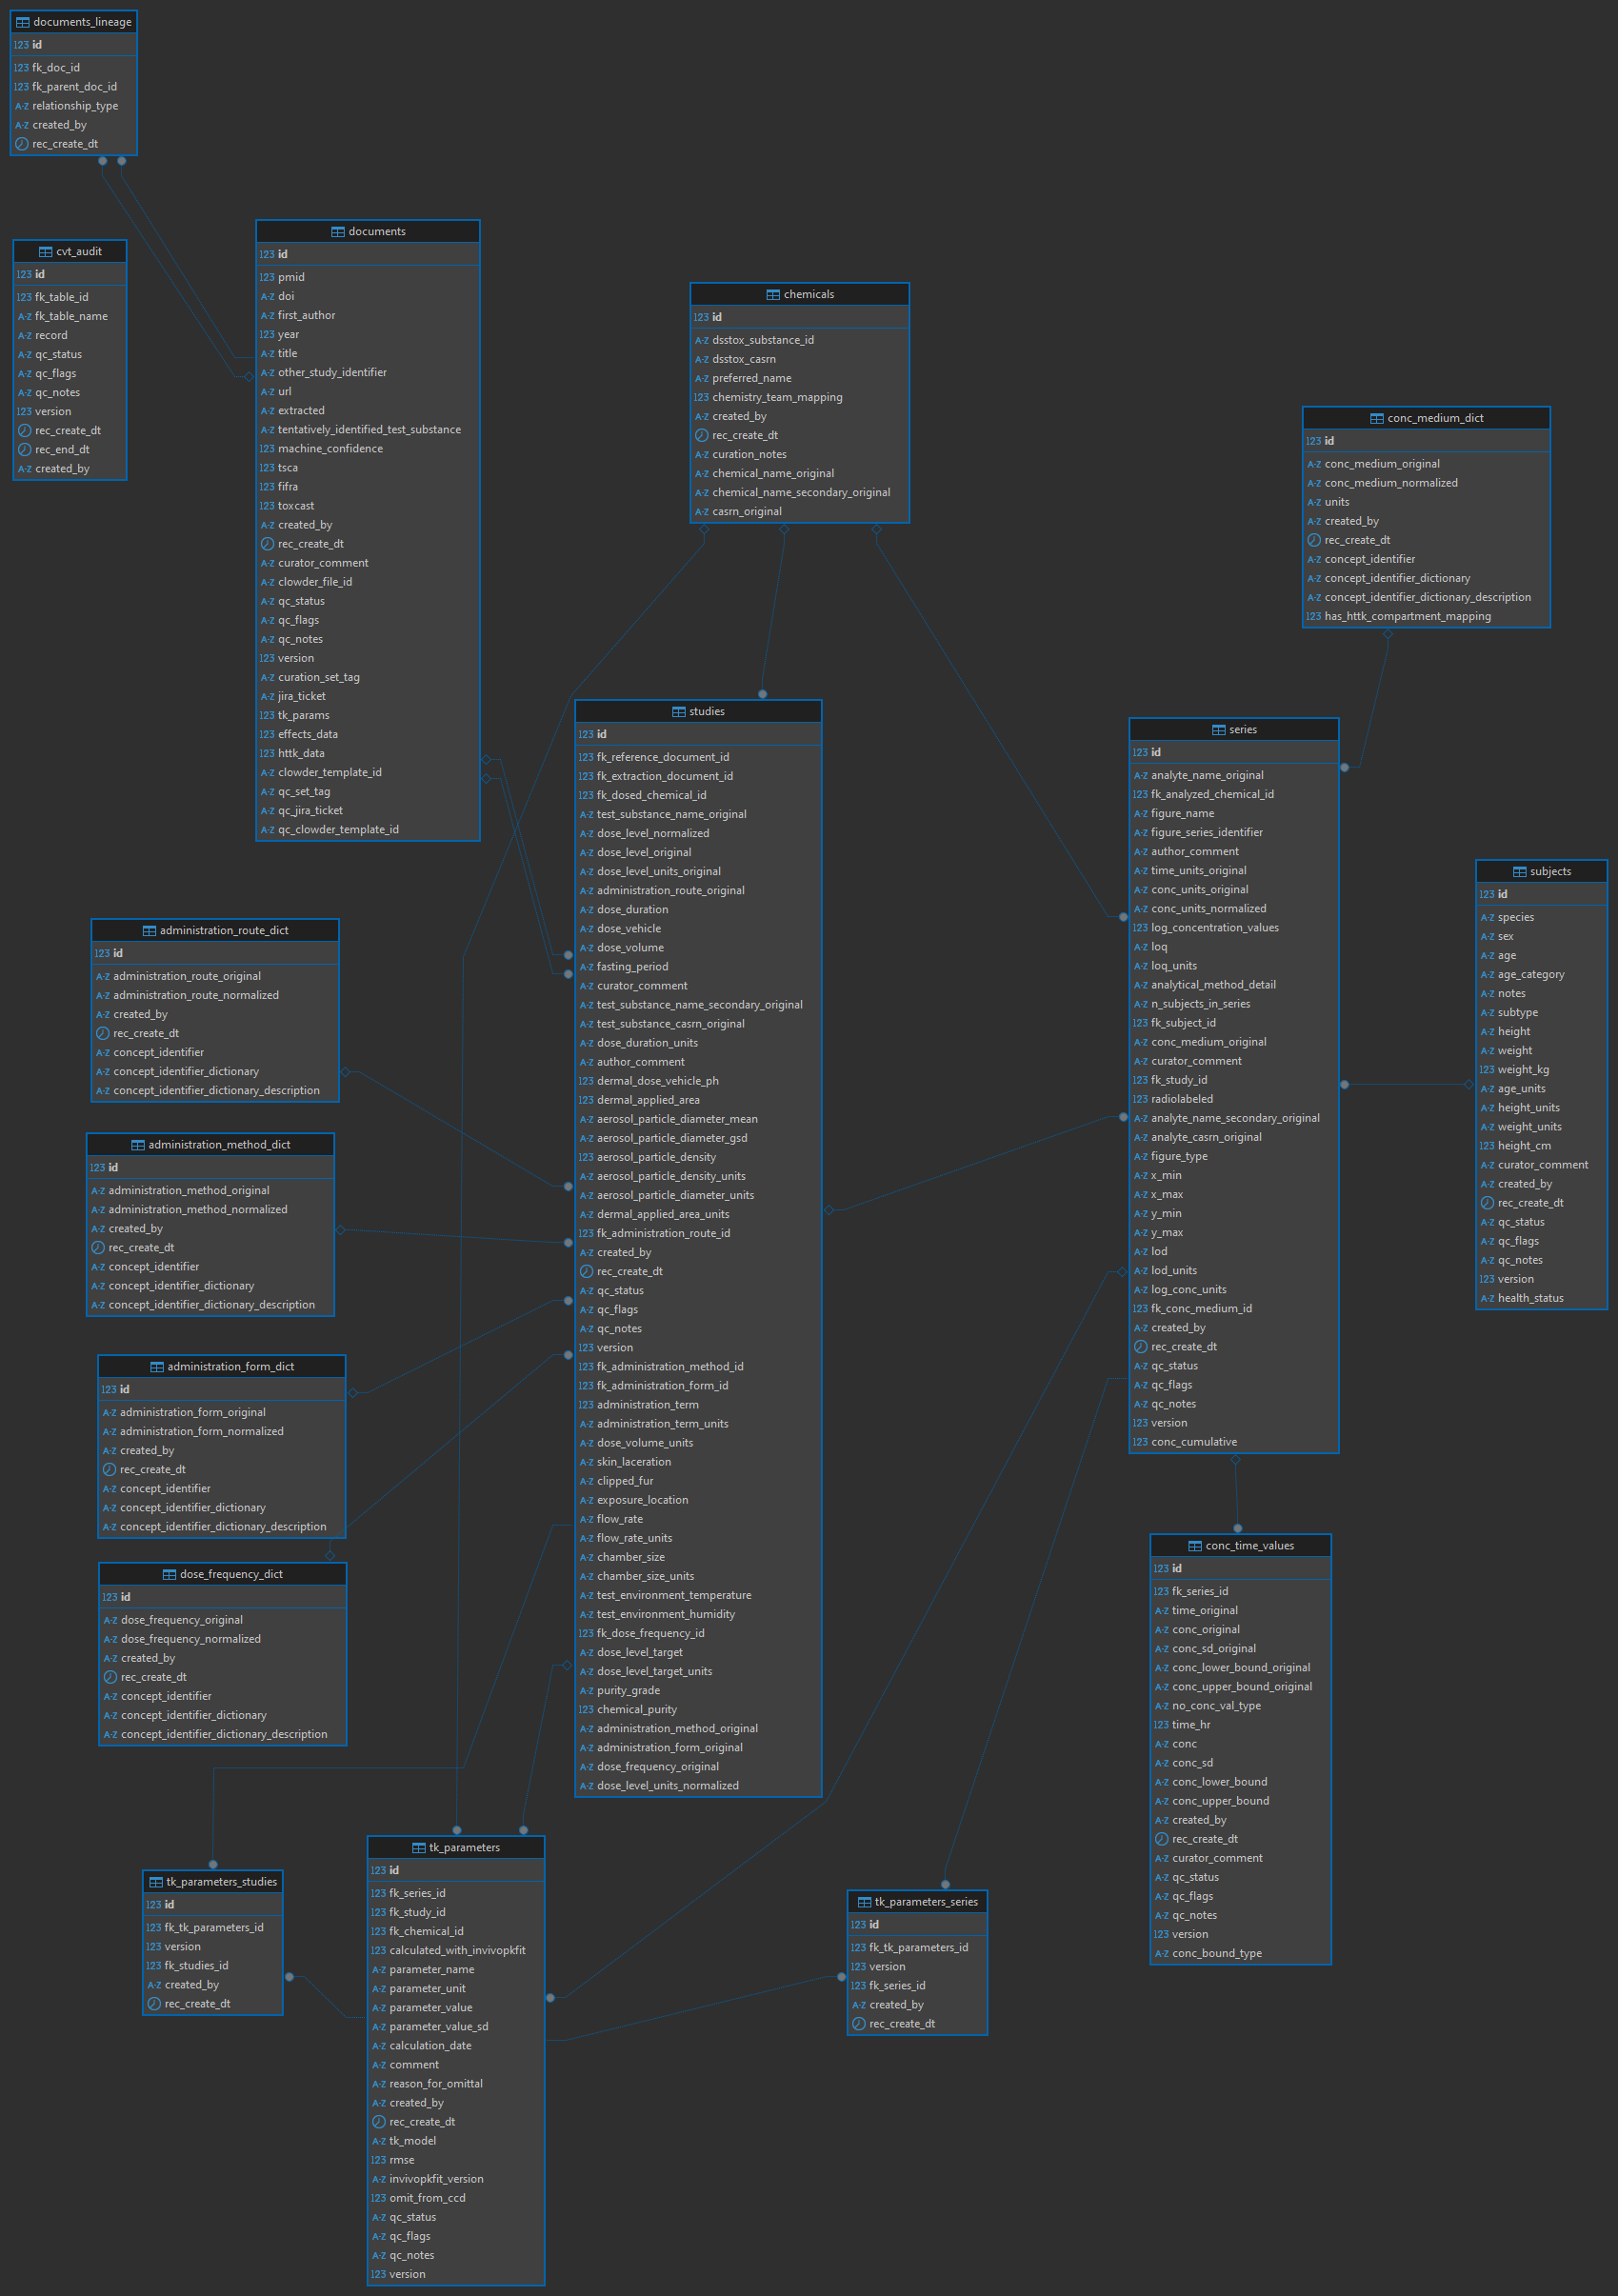 documents_lineage
123 id
123 fk_doc_id
123 fk_parent_doc_id
A-Z relationship_type
A-Z created_by
rec_create_dt
cvt_audit
123 id
123 fk_table_id
A-Z fk_table_name
A-Z record
A-Z qc_status
A-Z qc_flags
A-Z qc_notes
123 version
rec_create_dt
rec_end_dt
A-Z created_by
documents
123 id
123 pmid
A-Z doi
A-Z first_author
123 year
A-Z title
A-Z other_study_identifier
A-Z url
A-Z extracted
A-Z tentatively_identified_test_substance
123 machine_confidence
123 tsca
123 fifra
123 toxcast
A-Z created_by
rec_create_dt
A-Z curator_comment
A-Z clowder_file_id
A-Z qc_status
A-Z qc_flags
A-Z qc_notes
123 version
A-Z curation_set_tag
A-Z jira_ticket
123 tk_params
123 effects_data
123 httk_data
A-Z clowder_template_id
A-Z qc_set_tag
A-Z qc_jira_ticket
A-Z qc_clowder_template_id
chemicals
123 id
A-Z dsstox_substance_id
A-Z dsstox_casrn
A-Z preferred_name
123 chemistry_team_mapping
A-Z created_by
rec_create_dt
A-Z curation_notes
A-Z chemical_name_original
A-Z chemical_name_secondary_original
A-Z casrn_original
conc_medium_dict
123 id
A-Z conc_medium_original
A-Z conc_medium_normalized
A-Z units
A-Z created_by
rec_create_dt
A-Z concept_identifier
A-Z concept_identifier_dictionary
A-Z concept_identifier_dictionary_description
123 has_httk_compartment_mapping
studies
123 id
123 fk_reference_document_id
123 fk_extraction_document_id
123 fk_dosed_chemical_id
A-Z test_substance_name_original
A-Z dose_level_normalized
A-Z dose_level_original
A-Z dose_level_units_original
A-Z administration_route_original
A-Z dose_duration
A-Z dose_vehicle
A-Z dose_volume
A-Z fasting_period
A-Z curator_comment
A-Z test_substance_name_secondary_original
A-Z test_substance_casrn_original
A-Z dose_duration_units
A-Z author_comment
123 dermal_dose_vehicle_ph
123 dermal_applied_area
A-Z aerosol_particle_diameter_mean
A-Z aerosol_particle_diameter_gsd
123 aerosol_particle_density
A-Z aerosol_particle_density_units
A-Z aerosol_particle_diameter_units
A-Z dermal_applied_area_units
123 fk_administration_route_id
A-Z created_by
rec_create_dt
A-Z qc_status
A-Z qc_flags
A-Z qc_notes
123 version
123 fk_administration_method_id
123 fk_administration_form_id
123 administration_term
A-Z administration_term_units
A-Z dose_volume_units
A-Z skin_laceration
A-Z clipped_fur
A-Z exposure_location
A-Z flow_rate
A-Z flow_rate_units
A-Z chamber_size
A-Z chamber_size_units
A-Z test_environment_temperature
A-Z test_environment_humidity
123 fk_dose_frequency_id
A-Z dose_level_target
A-Z dose_level_target_units
A-Z purity_grade
123 chemical_purity
A-Z administration_method_original
A-Z administration_form_original
A-Z dose_frequency_original
A-Z dose_level_units_normalized
series
123 id
A-Z analyte_name_original
123 fk_analyzed_chemical_id
A-Z figure_name
A-Z figure_series_identifier
A-Z author_comment
A-Z time_units_original
A-Z conc_units_original
A-Z conc_units_normalized
123 log_concentration_values
A-Z loq
A-Z loq_units
A-Z analytical_method_detail
A-Z n_subjects_in_series
123 fk_subject_id
A-Z conc_medium_original
A-Z curator_comment
123 fk_study_id
123 radiolabeled
A-Z analyte_name_secondary_original
A-Z analyte_casrn_original
A-Z figure_type
A-Z x_min
A-Z x_max
A-Z y_min
A-Z y_max
A-Z lod
A-Z lod_units
A-Z log_conc_units
123 fk_conc_medium_id
A-Z created_by
rec_create_dt
A-Z qc_status
A-Z qc_flags
A-Z qc_notes
123 version
123 conc_cumulative
subjects
123 id
A-Z species
A-Z sex
A-Z age
A-Z age_category
A-Z notes
A-Z subtype
A-Z height
A-Z weight
123 weight_kg
A-Z age_units
A-Z height_units
A-Z weight_units
123 height_cm
A-Z curator_comment
A-Z created_by
rec_create_dt
A-Z qc_status
A-Z qc_flags
A-Z qc_notes
123 version
A-Z health_status
administration_route_dict
123 id
A-Z administration_route_original
A-Z administration_route_normalized
A-Z created_by
rec_create_dt
A-Z concept_identifier
A-Z concept_identifier_dictionary
A-Z concept_identifier_dictionary_description
administration_method_dict
123 id
A-Z administration_method_original
A-Z administration_method_normalized
A-Z created_by
rec_create_dt
A-Z concept_identifier
A-Z concept_identifier_dictionary
A-Z concept_identifier_dictionary_description
administration_form_dict
123 id
A-Z administration_form_original
A-Z administration_form_normalized
A-Z created_by
rec_create_dt
A-Z concept_identifier
A-Z concept_identifier_dictionary
A-Z concept_identifier_dictionary_description
dose_frequency_dict
123 id
A-Z dose_frequency_original
A-Z dose_frequency_normalized
A-Z created_by
rec_create_dt
A-Z concept_identifier
A-Z concept_identifier_dictionary
A-Z concept_identifier_dictionary_description
conc_time_values
123 id
123 fk_series_id
A-Z time_original
A-Z conc_original
A-Z conc_sd_original
A-Z conc_lower_bound_original
A-Z conc_upper_bound_original
A-Z no_conc_val_type
123 time_hr
A-Z conc
A-Z conc_sd
A-Z conc_lower_bound
A-Z conc_upper_bound
A-Z created_by
rec_create_dt
A-Z curator_comment
A-Z qc_status
A-Z qc_flags
A-Z qc_notes
123 version
A-Z conc_bound_type
tk_parameters_studies
123 id
123 fk_tk_parameters_id
123 version
123 fk_studies_id
A-Z created_by
rec_create_dt
tk_parameters
123 id
123 fk_series_id
123 fk_study_id
123 fk_chemical_id
123 calculated_with_invivopkfit
A-Z parameter_name
A-Z parameter_unit
A-Z parameter_value
A-Z parameter_value_sd
A-Z calculation_date
A-Z comment
A-Z reason_for_omittal
A-Z created_by
rec_create_dt
A-Z tk_model
123 rmse
A-Z invivopkfit_version
123 omit_from_ccd
A-Z qc_status
A-Z qc_flags
A-Z qc_notes
123 version
tk_parameters_series
123 id
123 fk_tk_parameters_id
123 version
123 fk_series_id
A-Z created_by
rec_create_dt